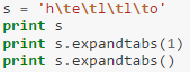 s = 'h\te\tl\tl\to'
print s
print s.expandtabs(1)
print s.expandtabs()